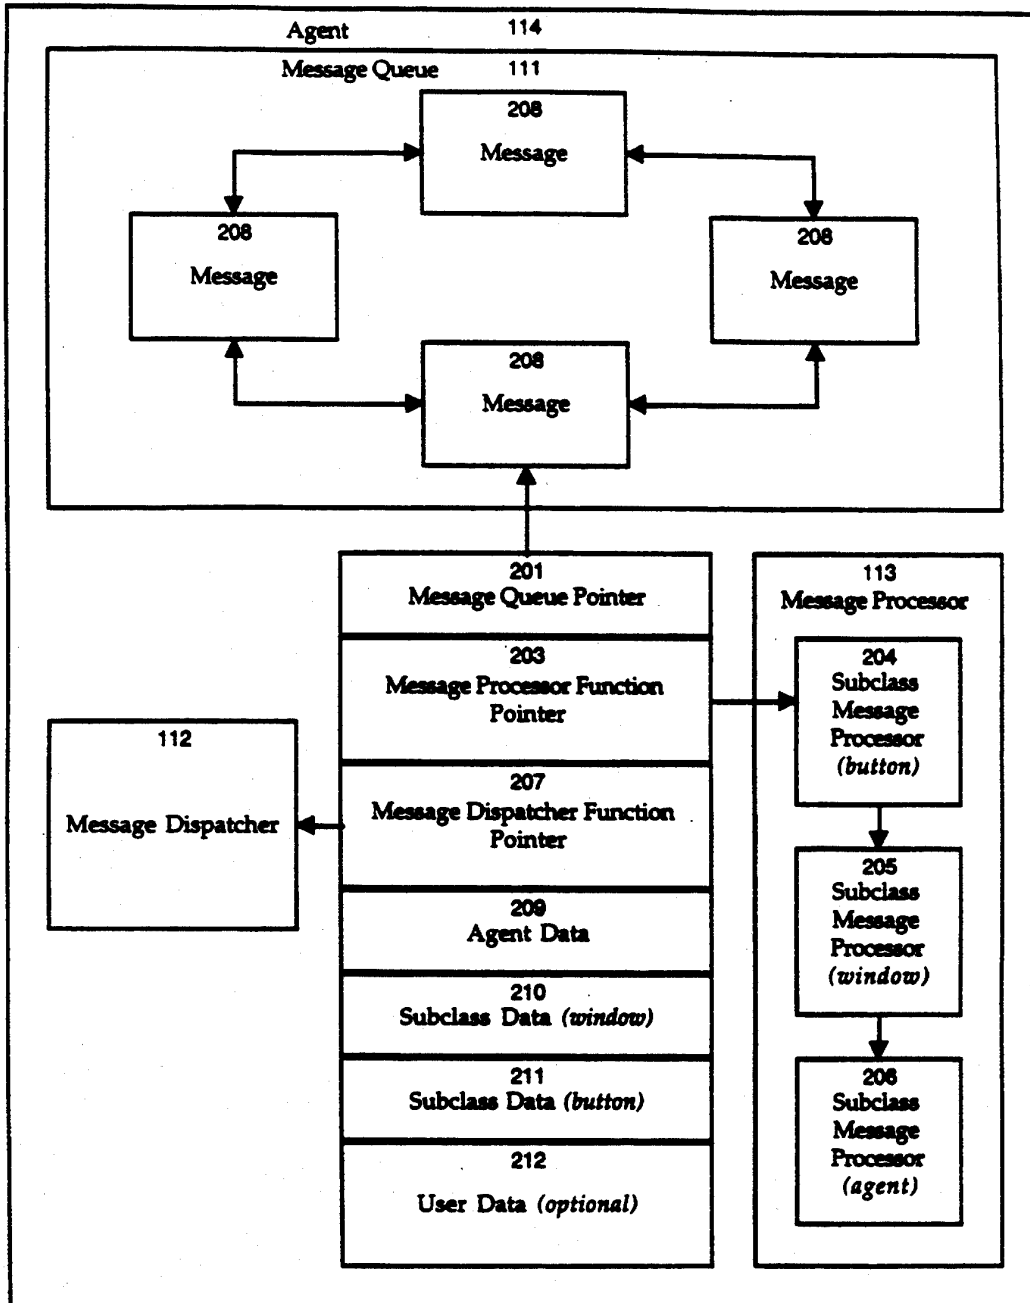 Agent 114
Message Queue 111
208
Message
208
Message
208
Message
208
Message
201
Message Queue Pointer
203
Message Processor Function
Pointer
207
Message Dispatcher Function
Pointer
209
Agent Data
210
Subclass Data (window)
211
Subclass Data (button)
212
User Data (optional)
112
Message Dispatcher
113
Message Processor
204
Subclass
Message
Processor
(button)
205
Subclass
Message
Processor
(window)
206
Subclass
Message
Processor
(agent)